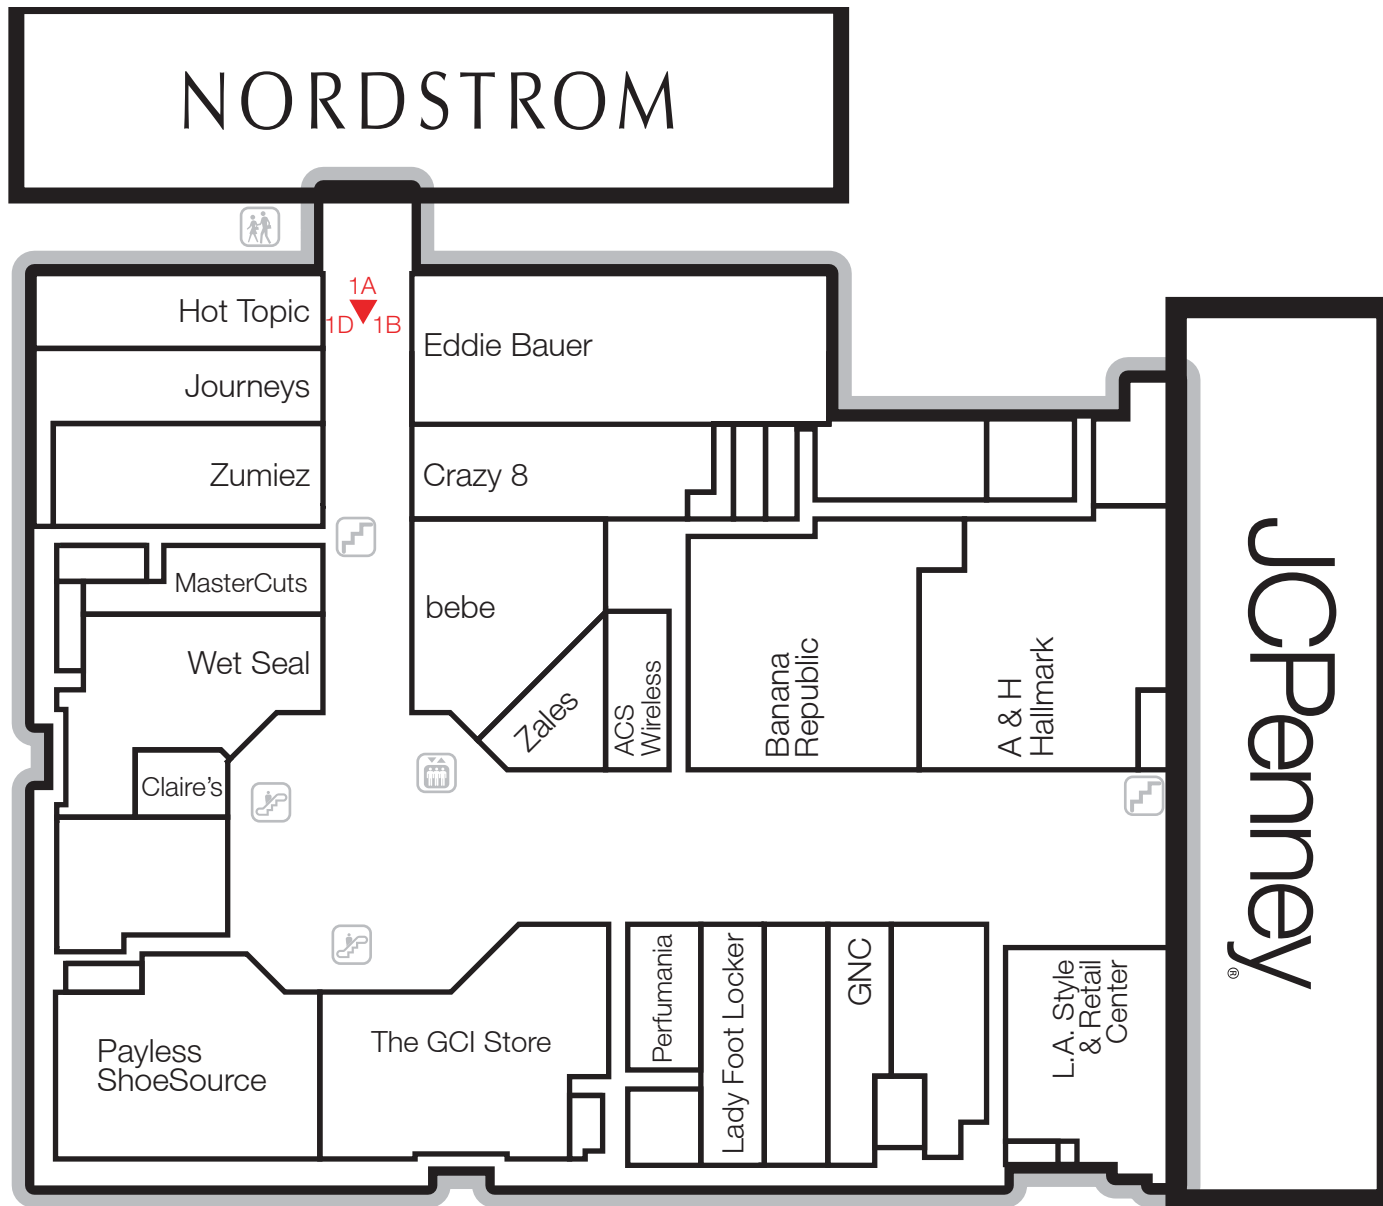 NORDSTROM
1A
1D 1B
Hot Topic
Eddie Bauer
Journeys
Zumiez
Crazy 8
MasterCuts
bebe
Wet Seal
Zales
ACS
Wireless
Banana
Republic
A & H
Hallmark
JCPenney
®
Claire's
Perfumania
Lady Foot Locker
GNC
L.A. Style
& Retail
Center
The GCI Store
Payless
ShoeSource